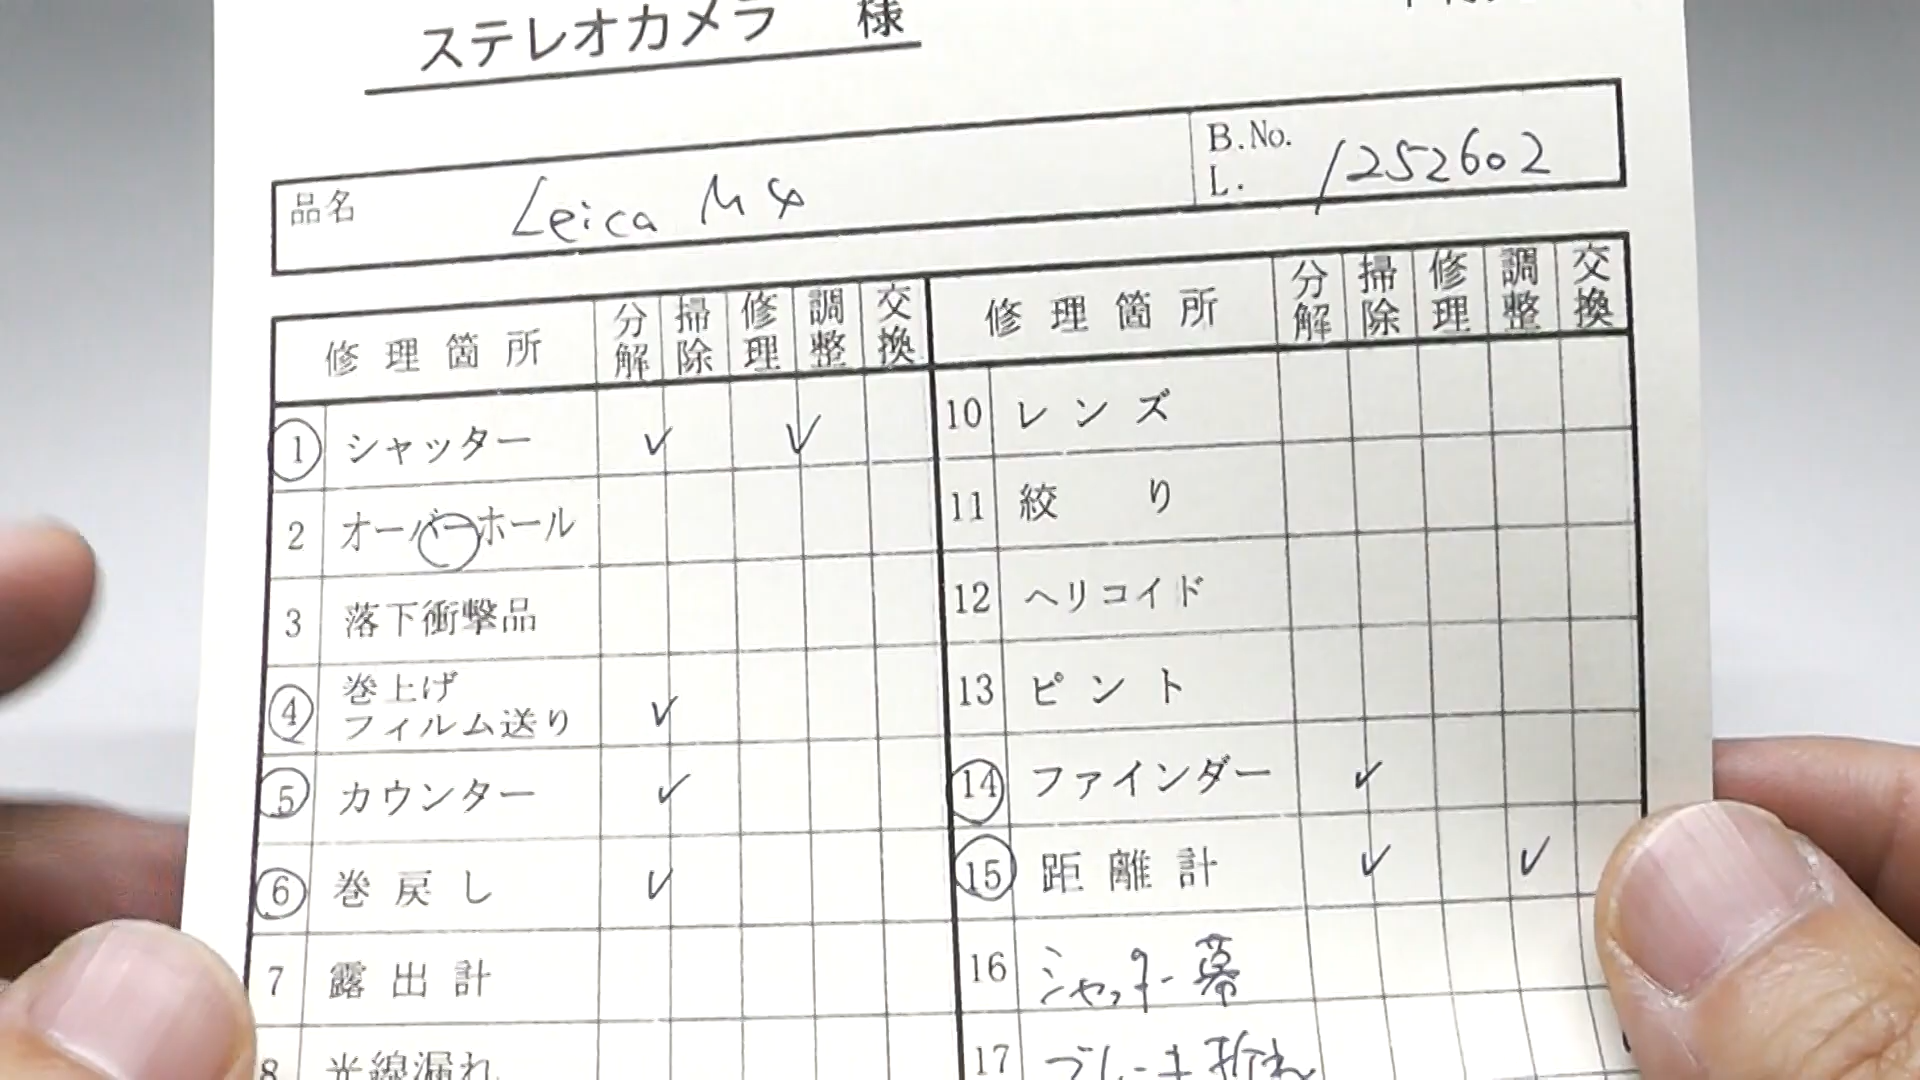 ステレオカメラ 様
品名 Leica M4
B.No. L. 1252602
修理箇所 分解 掃除 修理 調整 交換
1 シャッター ✓ ✓
2 オーバーホール
3 落下衝撃品
4 巻上げ
フィルム送り ✓
5 カウンター ✓
6 巻戻し ✓
7 露出計
8 光線漏れ
修理箇所 分解 掃除 修理 調整 交換
10 レンズ
11 絞り
12 ヘリコイド
13 ピント
14 ファインダー ✓
15 距離計 ✓ ✓
16 シャッター幕
17 ブレーキ折れ